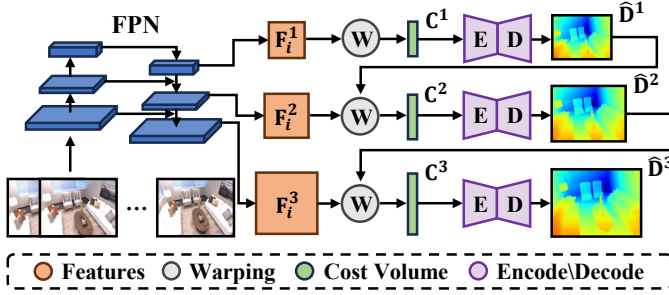 FPN
F_i^1 W C^1 E D D̂^1
F_i^2 W C^2 E D D̂^2
F_i^3 W C^3 E D D̂^3
...
Features Warping Cost Volume Encode\Decode